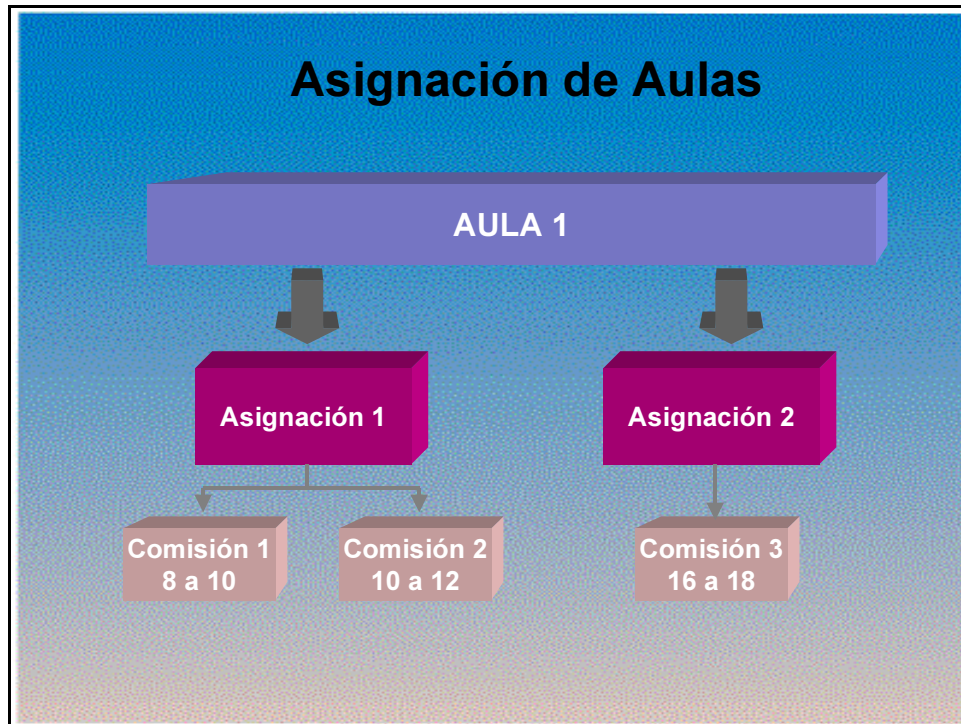 Asignación de Aulas
AULA 1
Asignación 1
Asignación 2
Comisión 1
8 a 10
Comisión 2
10 a 12
Comisión 3
16 a 18